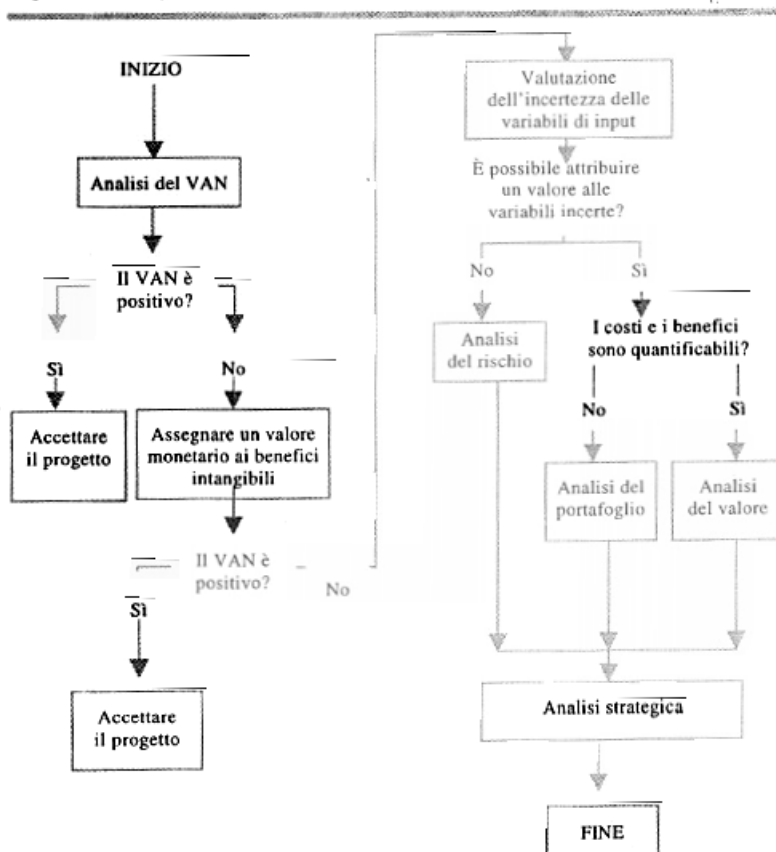 INIZIO
Analisi del VAN
Il VAN è
positivo?
Sì
No
Accettare
il progetto
Assegnare un valore
monetario ai benefici
intangibili
Il VAN è
positivo?
No
Sì
Accettare
il progetto
Valutazione
dell'incertezza delle
variabili di input
È possibile attribuire
un valore alle
variabili incerte?
No
Sì
Analisi
del rischio
I costi e i benefici
sono quantificabili?
No
Sì
Analisi del
portafoglio
Analisi
del valore
Analisi strategica
FINE